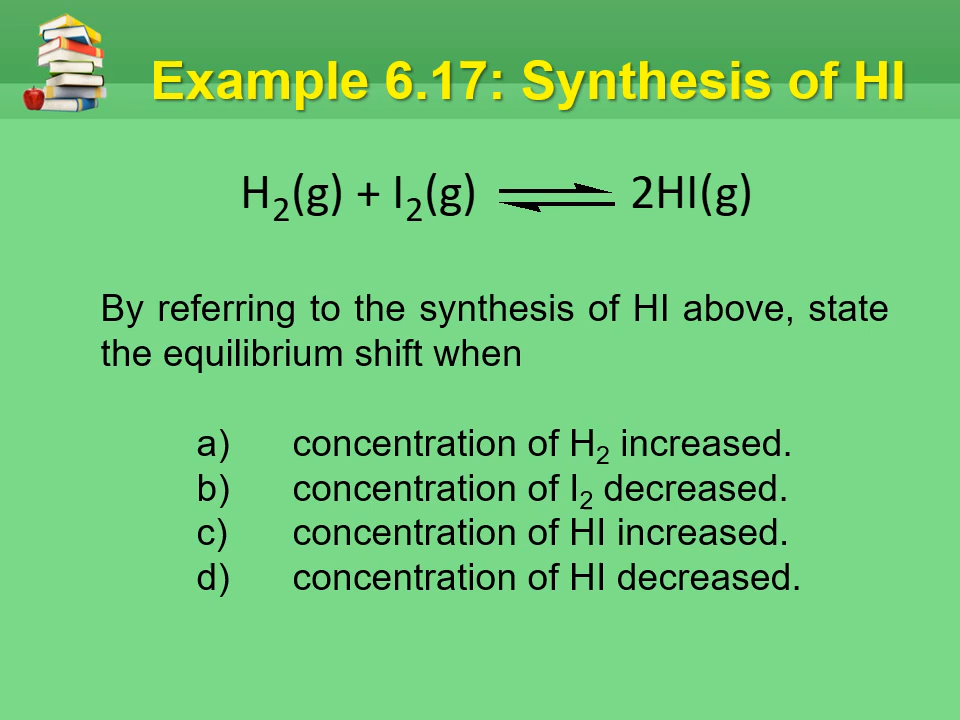 Example 6.17: Synthesis of HI
H₂(g) + I₂(g) ⇌ 2HI(g)
By referring to the synthesis of HI above, state
the equilibrium shift when
a) concentration of H₂ increased.
b) concentration of I₂ decreased.
c) concentration of HI increased.
d) concentration of HI decreased.